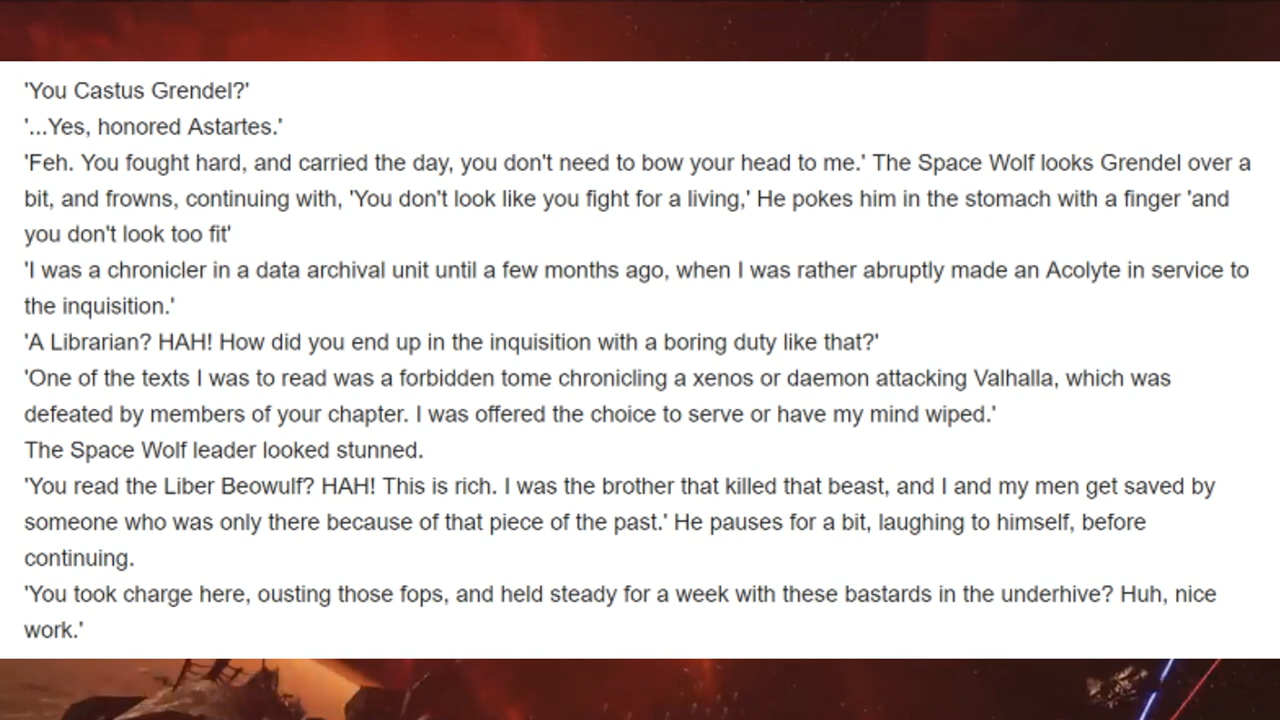 'You Castus Grendel?'
'...Yes, honored Astartes.'
'Feh. You fought hard, and carried the day, you don't need to bow your head to me.' The Space Wolf looks Grendel over a
bit, and frowns, continuing with, 'You don't look like you fight for a living,' He pokes him in the stomach with a finger 'and
you don't look too fit'
'I was a chronicler in a data archival unit until a few months ago, when I was rather abruptly made an Acolyte in service to
the inquisition.'
'A Librarian? HAH! How did you end up in the inquisition with a boring duty like that?'
'One of the texts I was to read was a forbidden tome chronicling a xenos or daemon attacking Valhalla, which was
defeated by members of your chapter. I was offered the choice to serve or have my mind wiped.'
The Space Wolf leader looked stunned.
'You read the Liber Beowulf? HAH! This is rich. I was the brother that killed that beast, and I and my men get saved by
someone who was only there because of that piece of the past.' He pauses for a bit, laughing to himself, before
continuing.
'You took charge here, ousting those fops, and held steady for a week with these bastards in the underhive? Huh, nice
work.'